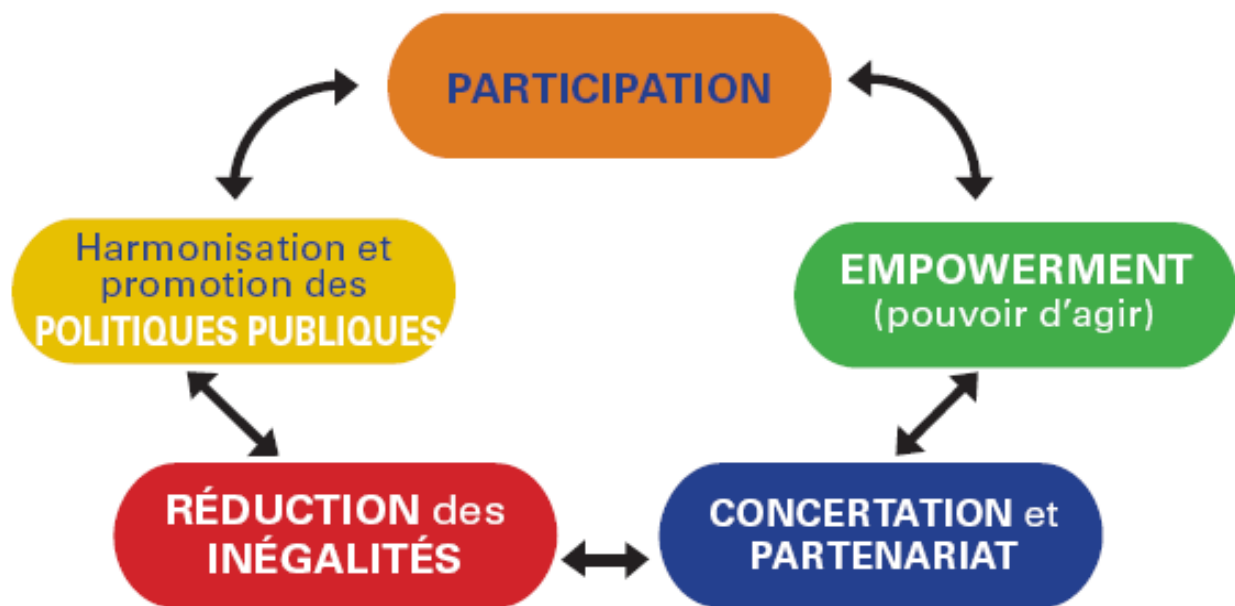 PARTICIPATION
Harmonisation et
promotion des
POLITIQUES PUBLIQUES
EMPOWERMENT
(pouvoir d'agir)
RÉDUCTION des
INÉGALITÉS
CONCERTATION et
PARTENARIAT